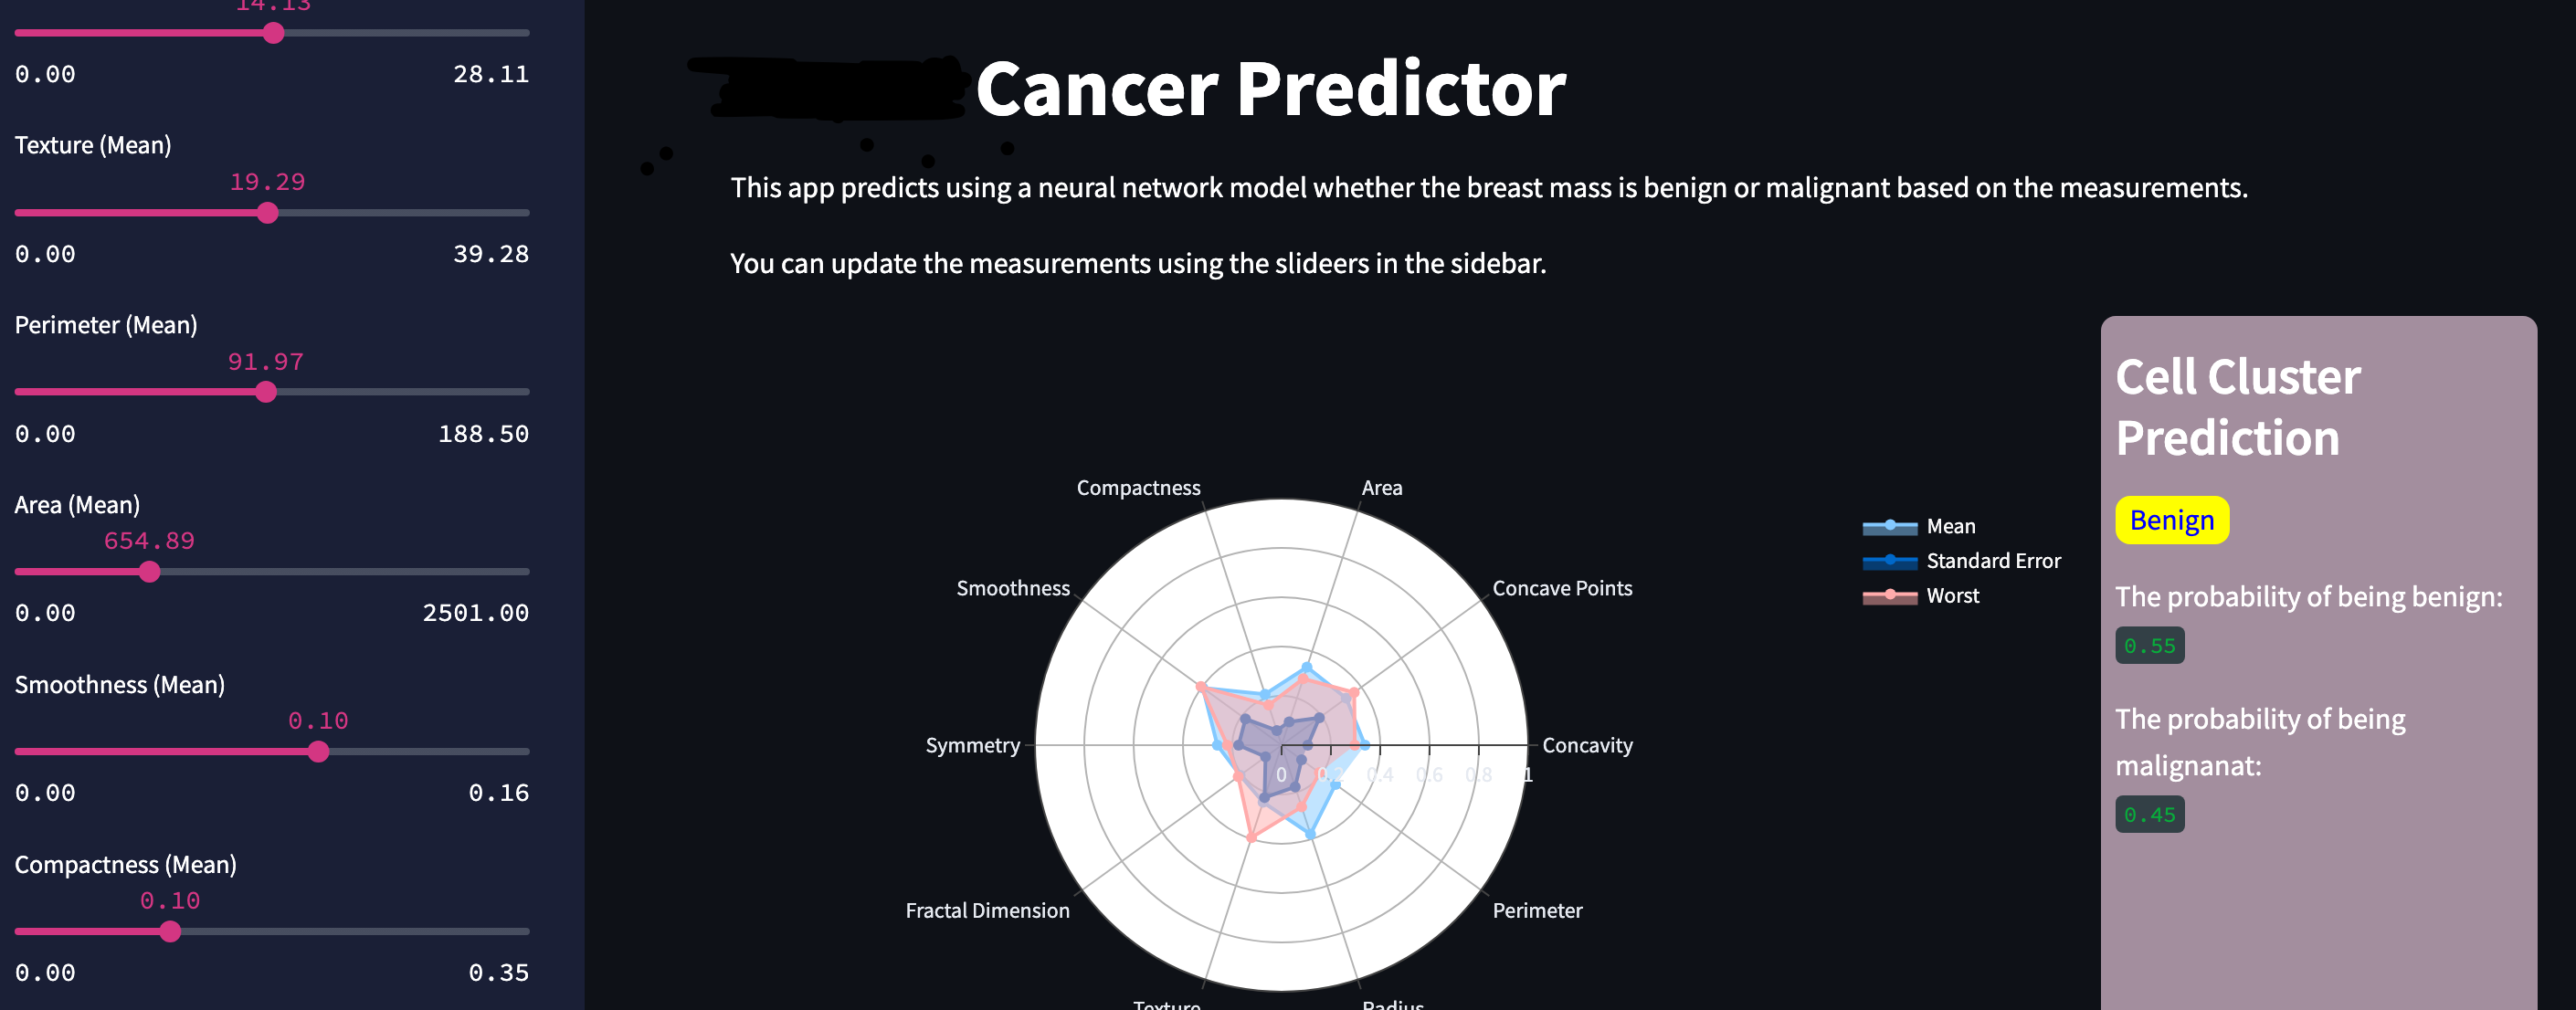 14.13
0.00 28.11
Texture (Mean)
19.29
0.00 39.28
Perimeter (Mean)
91.97
0.00 188.50
Area (Mean)
654.89
0.00 2501.00
Smoothness (Mean)
0.10
0.00 0.16
Compactness (Mean)
0.10
0.00 0.35
Cancer Predictor
This app predicts using a neural network model whether the breast mass is benign or malignant based on the measurements.
You can update the measurements using the slideers in the sidebar.
Compactness Area
Smoothness Concave Points
Symmetry Concavity
0 0.2 0.4 0.6 0.8 1
Fractal Dimension Perimeter
Texture Radius
Mean
Standard Error
Worst
Cell Cluster
Prediction
Benign
The probability of being benign:
0.55
The probability of being
malignanat:
0.45